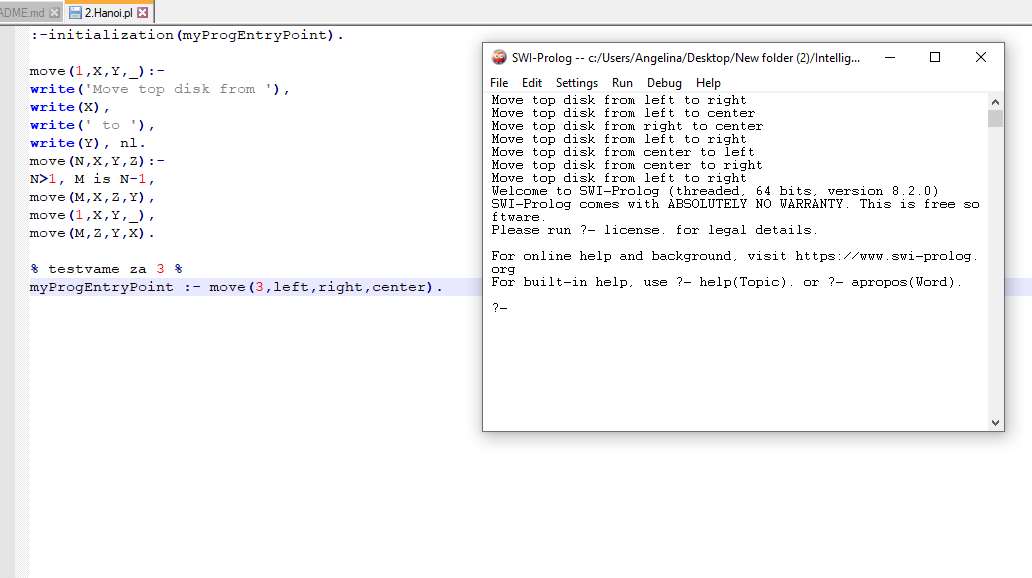 ADME.md
2.Hanoi.pl
:-initialization(myProgEntryPoint).
move(1,X,Y,_):-
write('Move top disk from '),
write(X),
write(' to '),
write(Y), nl.
move(N,X,Y,Z):-
N>1, M is N-1,
move(M,X,Z,Y),
move(1,X,Y,_),
move(M,Z,Y,X).
% testvame za 3 %
myProgEntryPoint :- move(3,left,right,center).
SWI-Prolog -- c:/Users/Angelina/Desktop/New folder (2)/Intellig...
File Edit Settings Run Debug Help
Move top disk from left to right
Move top disk from left to center
Move top disk from right to center
Move top disk from left to right
Move top disk from center to left
Move top disk from center to right
Move top disk from left to right
Welcome to SWI-Prolog (threaded, 64 bits, version 8.2.0)
SWI-Prolog comes with ABSOLUTELY NO WARRANTY. This is free so
ftware.
Please run ?- license. for legal details.
For online help and background, visit https://www.swi-prolog.
org
For built-in help, use ?- help(Topic). or ?- apropos(Word).
?-